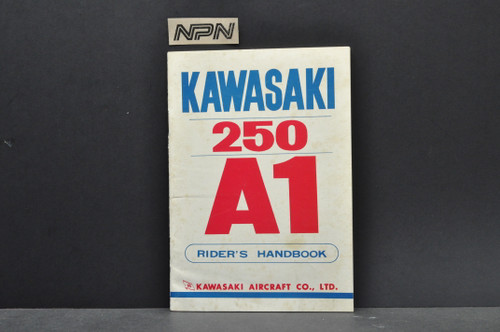 NPN
KAWASAKI
250
A1
RIDER'S HANDBOOK
KAWASAKI AIRCRAFT CO., LTD.